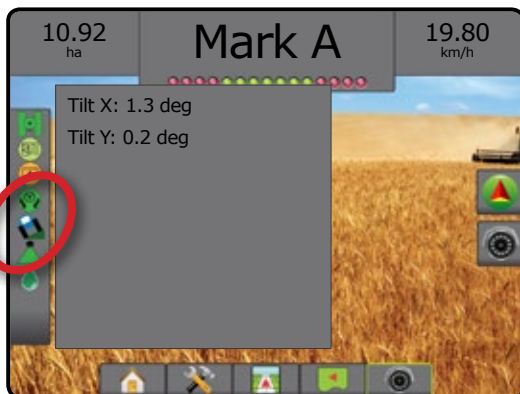 10.92
ha
Mark A
19.80
km/h
Tilt X: 1.3 deg
Tilt Y: 0.2 deg